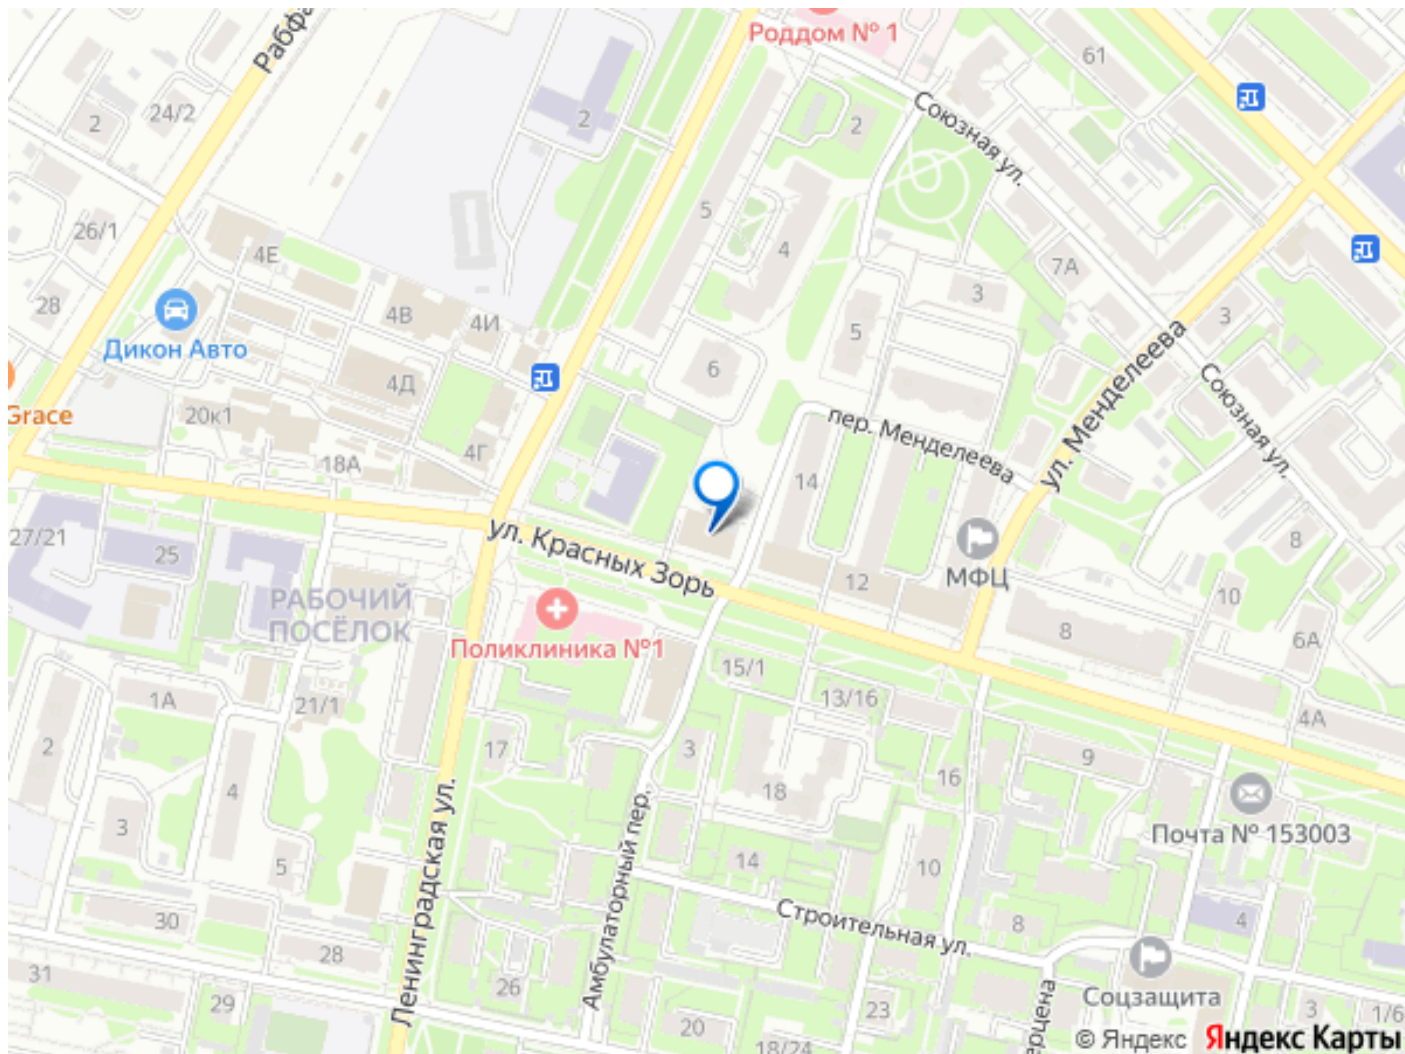 Роддом № 1
Рабфа
61
24/2
2
2
2
Союзная ул.
26/1
5
4
4Е
7А
3
28
4В
4И
5
3
Дикон Авто
6
4Д
ул. Менделеева
Grace
20к1
пер. Менделеева
Союзная ул.
4Г
18А
14
27/21
25
ул. Красных Зорь
8
МФЦ
12
РАБОЧИЙ
ПОСЁЛОК
10
Поликлиника №1
8
6А
15/1
1А
21/1
13/16
4А
2
17
3
9
16
4
18
Почта № 153003
3
Ленинградская ул.
Амбулаторный пер.
5
14
10
30
Строительная ул.
8
4
28
31
26
Соцзащита
29
23
3
1/6
20
ерцена
18/24
© Яндекс Яндекс Карты